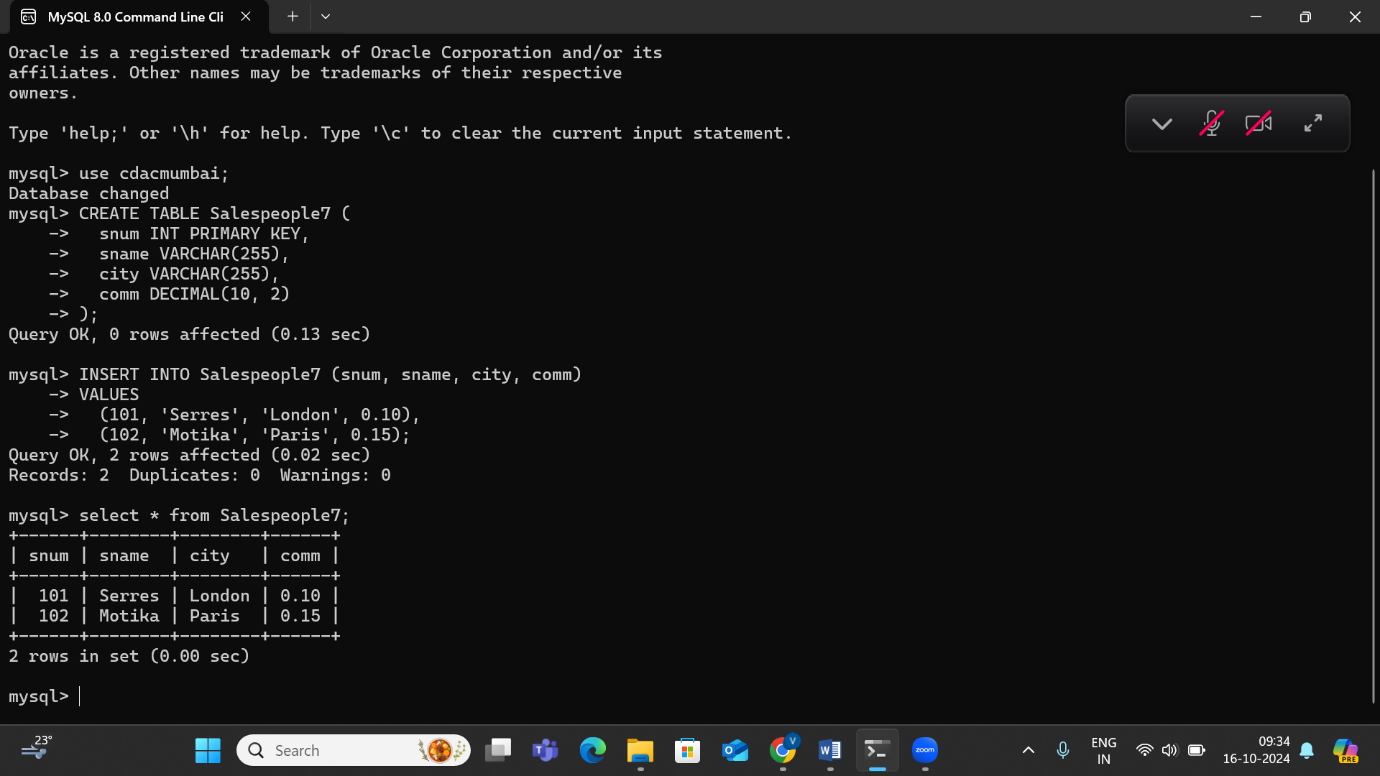 MySQL 8.0 Command Line Cli
Oracle is a registered trademark of Oracle Corporation and/or its
affiliates. Other names may be trademarks of their respective
owners.
Type 'help;' or '\h' for help. Type '\c' to clear the current input statement.
mysql> use cdacmumbai;
Database changed
mysql> CREATE TABLE Salespeople7 (
    ->   snum INT PRIMARY KEY,
    ->   sname VARCHAR(255),
    ->   city VARCHAR(255),
    ->   comm DECIMAL(10, 2)
    -> );
Query OK, 0 rows affected (0.13 sec)
mysql> INSERT INTO Salespeople7 (snum, sname, city, comm)
    -> VALUES
    ->   (101, 'Serres', 'London', 0.10),
    ->   (102, 'Motika', 'Paris', 0.15);
Query OK, 2 rows affected (0.02 sec)
Records: 2  Duplicates: 0  Warnings: 0
mysql> select * from Salespeople7;
+------+--------+--------+------+
| snum | sname  | city   | comm |
+------+--------+--------+------+
|  101 | Serres | London | 0.10 |
|  102 | Motika | Paris  | 0.15 |
+------+--------+--------+------+
2 rows in set (0.00 sec)
mysql>
23°
Search
zoom
ENG
IN
09:34
16-10-2024
PRE